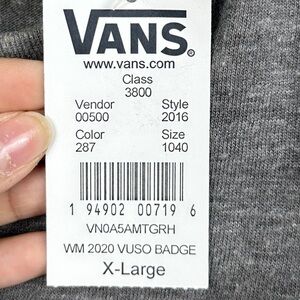 VANS®
www.vans.com
Class
3800
Vendor Style
00500 2016
Color Size
287 1040
1 94902 00719 6
VN0A5AMTGRH
WM 2020 VUSO BADGE
X-Large